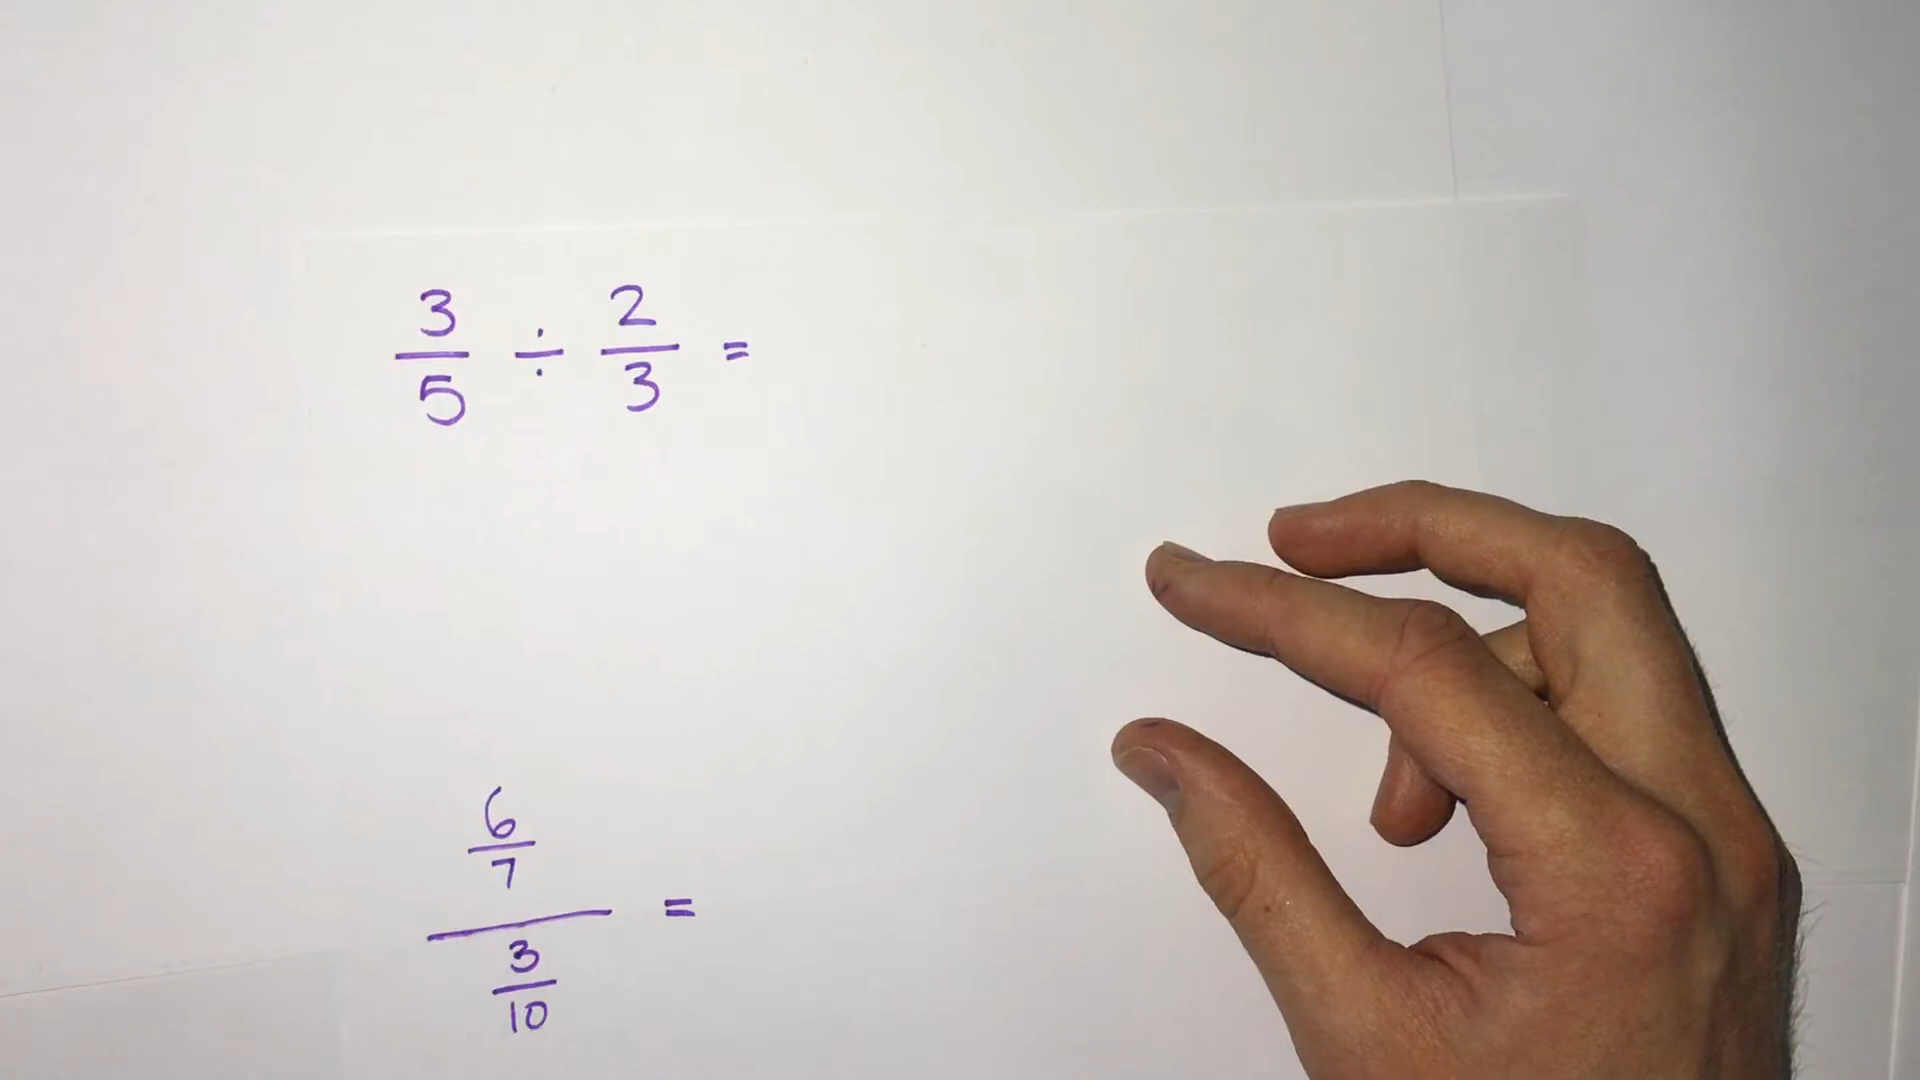 3/5 ÷ 2/3 =
6/7 / 3/10 =